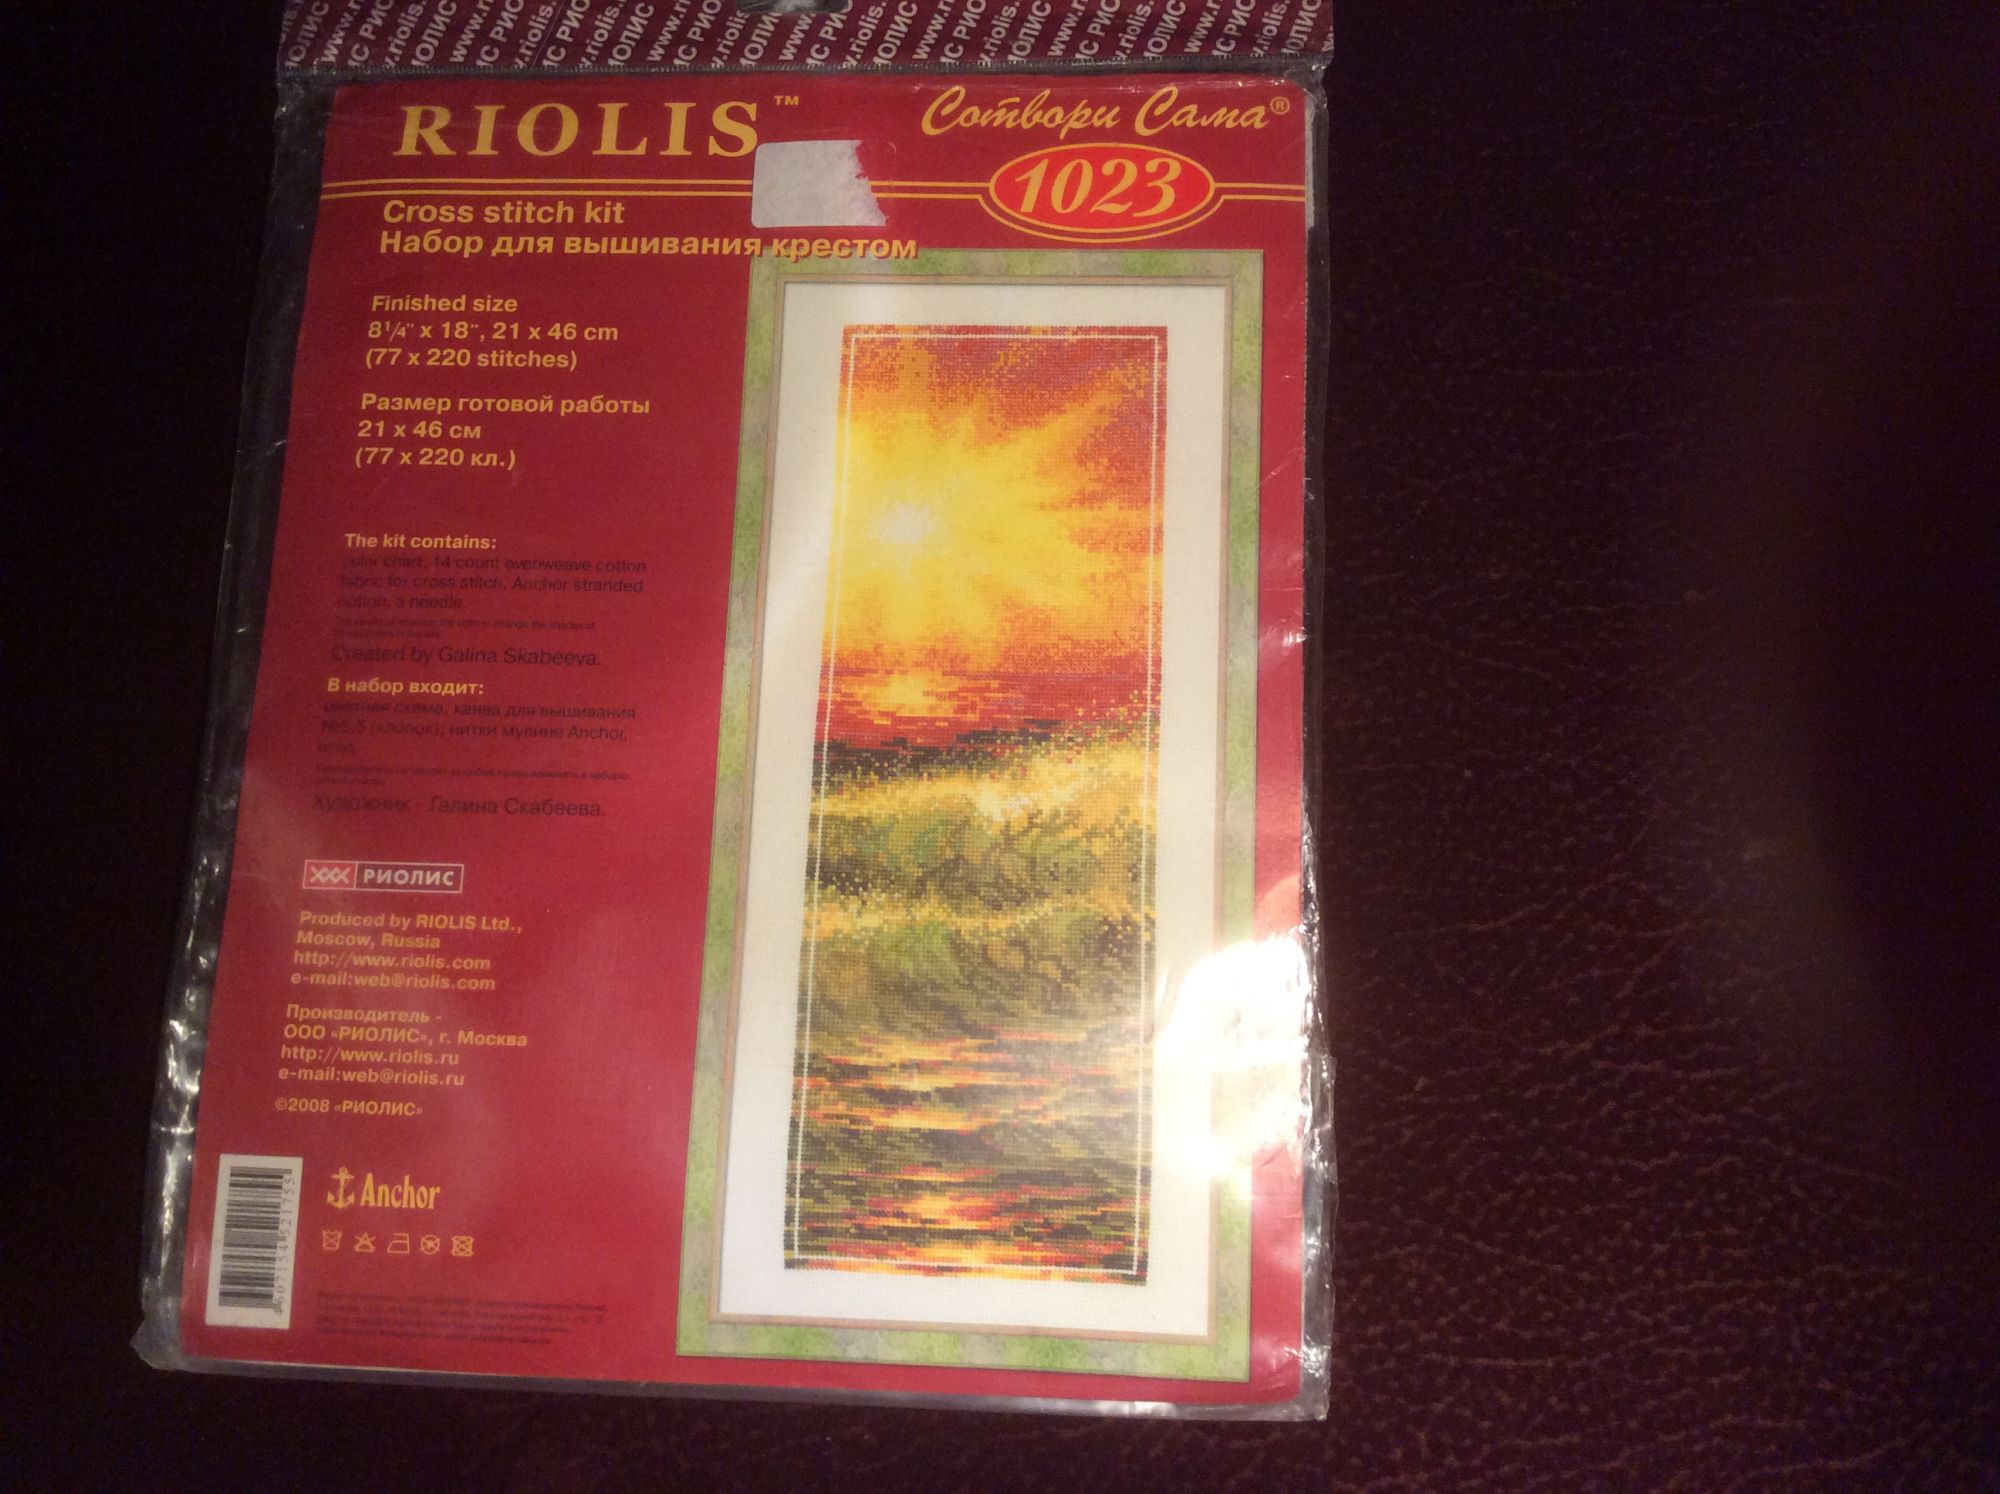 www.riolis. РИОЛИС
RIOLIS™
Сотвори Сама®
1023
Cross stitch kit
Набор для вышивания крестом
Finished size
8¼" x 18", 21 x 46 cm
(77 x 220 stitches)
Размер готовой работы
21 x 46 см
(77 x 220 кл.)
The kit contains:
color chart, 14 count evenweave cotton
fabric for cross stitch, Anchor stranded
cotton, a needle.
Created by Galina Skabeeva.
В набор входит:
цветная схема, канва для вышивания
№5,5 (хлопок), нитки мулине Anchor,
игла.
Художник - Галина Скабеева.
РИОЛИС
Produced by RIOLIS Ltd.,
Moscow, Russia
http://www.riolis.com
e-mail:web@riolis.com
Производитель -
ООО «РИОЛИС», г. Москва
http://www.riolis.ru
e-mail:web@riolis.ru
©2008 «РИОЛИС»
4607154521755
Anchor